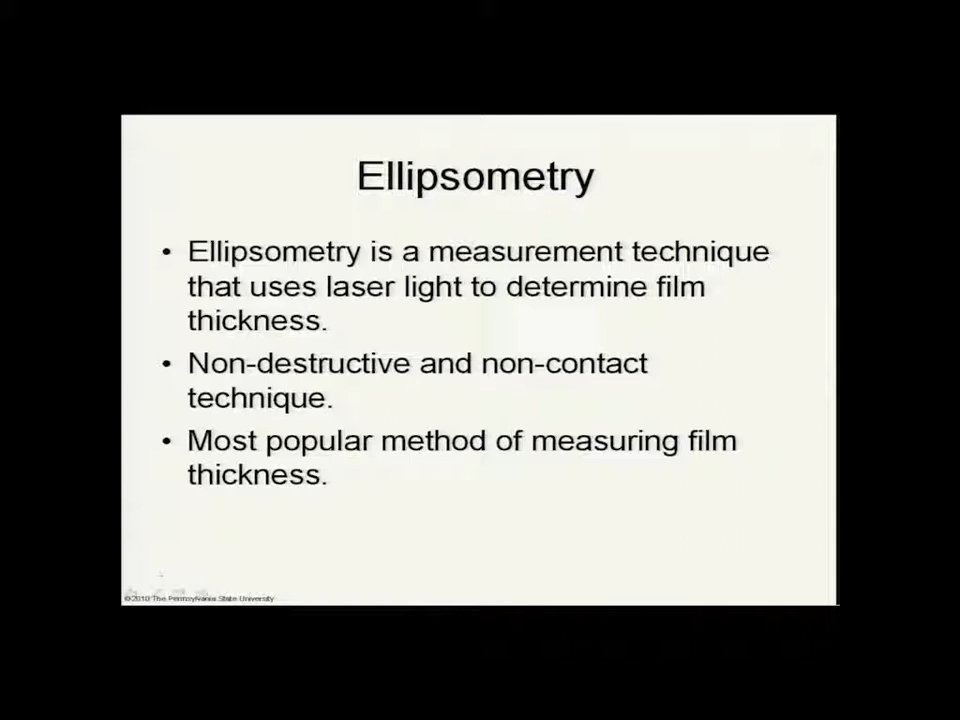 Ellipsometry
• Ellipsometry is a measurement technique
that uses laser light to determine film
thickness.
• Non-destructive and non-contact
technique.
• Most popular method of measuring film
thickness.
© 2010 The Pennsylvania State University